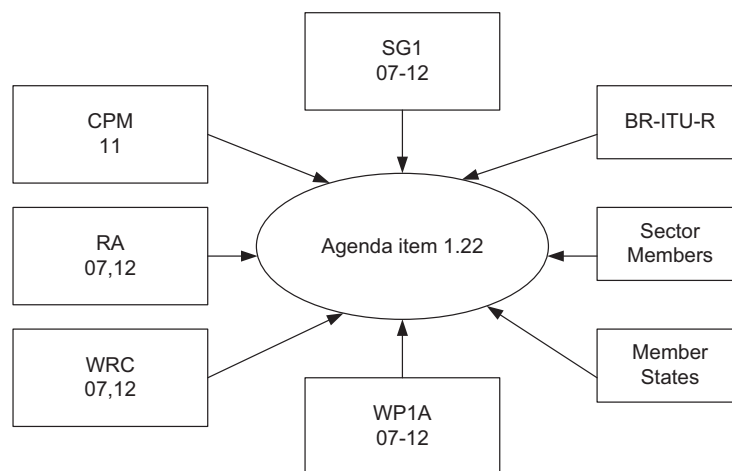 SG1
07-12
CPM
11
BR-ITU-R
RA
07,12
Agenda item 1.22
Sector
Members
WRC
07,12
Member
States
WP1A
07-12